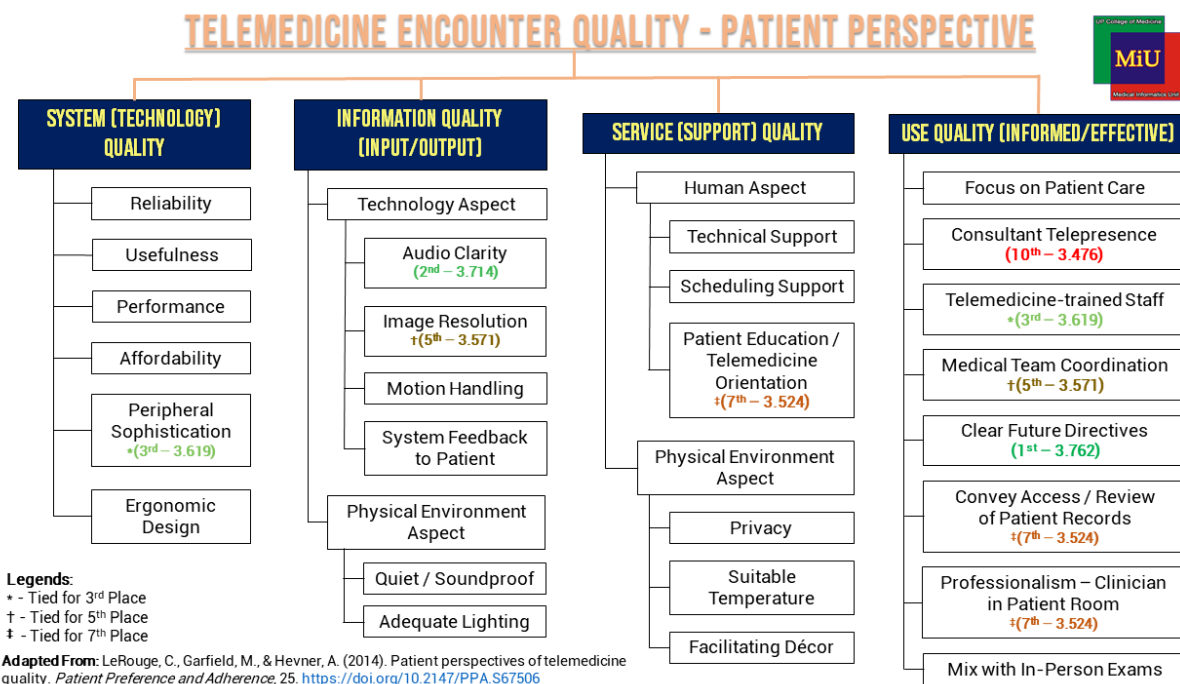 TELEMEDICINE ENCOUNTER QUALITY - PATIENT PERSPECTIVE
UP College of Medicine
MiU
Medical Informatics Unit
SYSTEM (TECHNOLOGY)
QUALITY
Reliability
Usefulness
Performance
Affordability
Peripheral
Sophistication
*(3rd – 3.619)
Ergonomic
Design
INFORMATION QUALITY
(INPUT/OUTPUT)
Technology Aspect
Audio Clarity
(2nd – 3.714)
Image Resolution
†(5th – 3.571)
Motion Handling
System Feedback
to Patient
Physical Environment
Aspect
Quiet / Soundproof
Adequate Lighting
SERVICE (SUPPORT) QUALITY
Human Aspect
Technical Support
Scheduling Support
Patient Education /
Telemedicine
Orientation
‡(7th – 3.524)
Physical Environment
Aspect
Privacy
Suitable
Temperature
Facilitating Décor
USE QUALITY (INFORMED/EFFECTIVE)
Focus on Patient Care
Consultant Telepresence
(10th – 3.476)
Telemedicine-trained Staff
*(3rd – 3.619)
Medical Team Coordination
†(5th – 3.571)
Clear Future Directives
(1st – 3.762)
Convey Access / Review
of Patient Records
‡(7th – 3.524)
Professionalism – Clinician
in Patient Room
‡(7th – 3.524)
Mix with In-Person Exams
Legends:
* - Tied for 3rd Place
† - Tied for 5th Place
‡ - Tied for 7th Place
Adapted From: LeRouge, C., Garfield, M., & Hevner, A. (2014). Patient perspectives of telemedicine
quality. Patient Preference and Adherence, 25. https://doi.org/10.2147/PPA.S67506